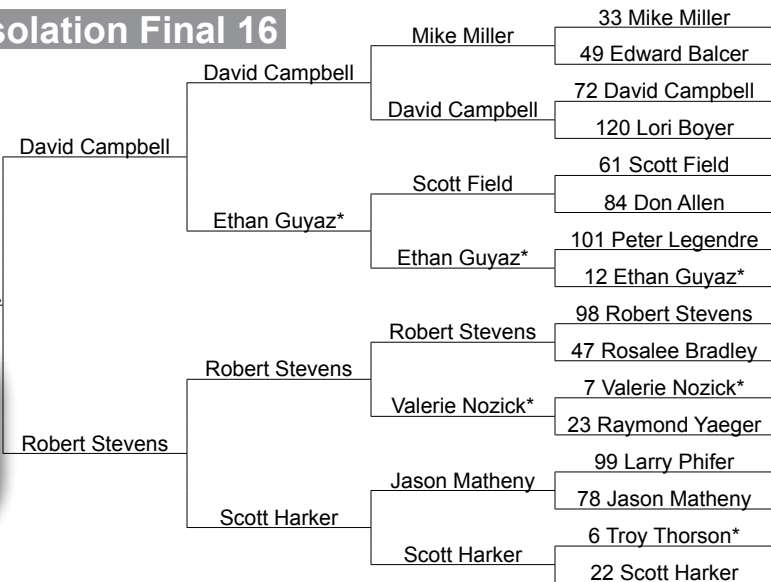 solation Final 16
33 Mike Miller
Mike Miller
49 Edward Balcer
David Campbell
72 David Campbell
David Campbell
120 Lori Boyer
David Campbell
61 Scott Field
Scott Field
84 Don Allen
Ethan Guyaz*
101 Peter Legendre
Ethan Guyaz*
12 Ethan Guyaz*
98 Robert Stevens
Robert Stevens
47 Rosalee Bradley
Robert Stevens
7 Valerie Nozick*
Valerie Nozick*
23 Raymond Yaeger
Robert Stevens
99 Larry Phifer
Jason Matheny
78 Jason Matheny
Scott Harker
6 Troy Thorson*
Scott Harker
22 Scott Harker